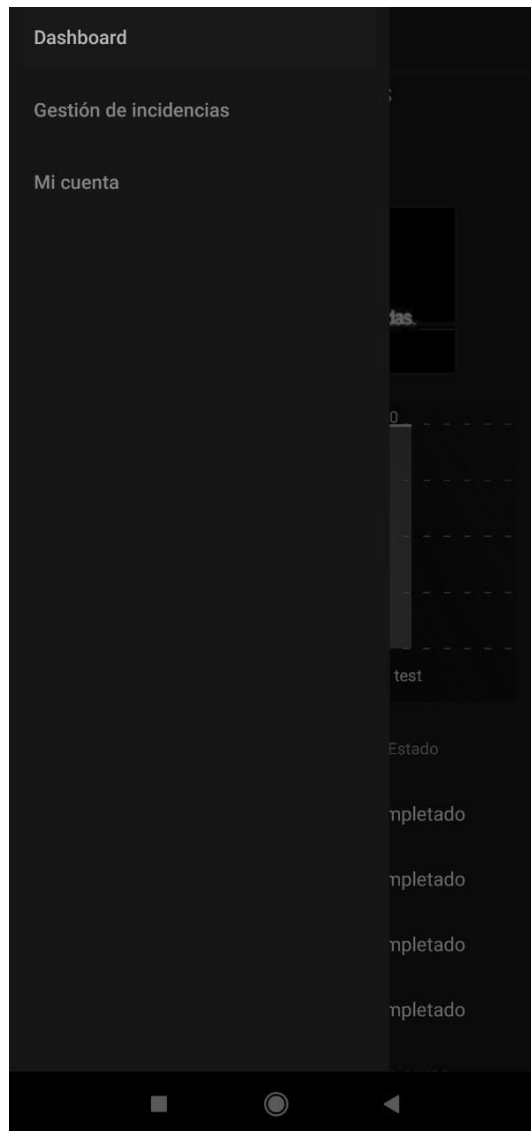 Dashboard
Gestión de incidencias
Mi cuenta
das.
0
test
Estado
mpletado
mpletado
mpletado
mpletado